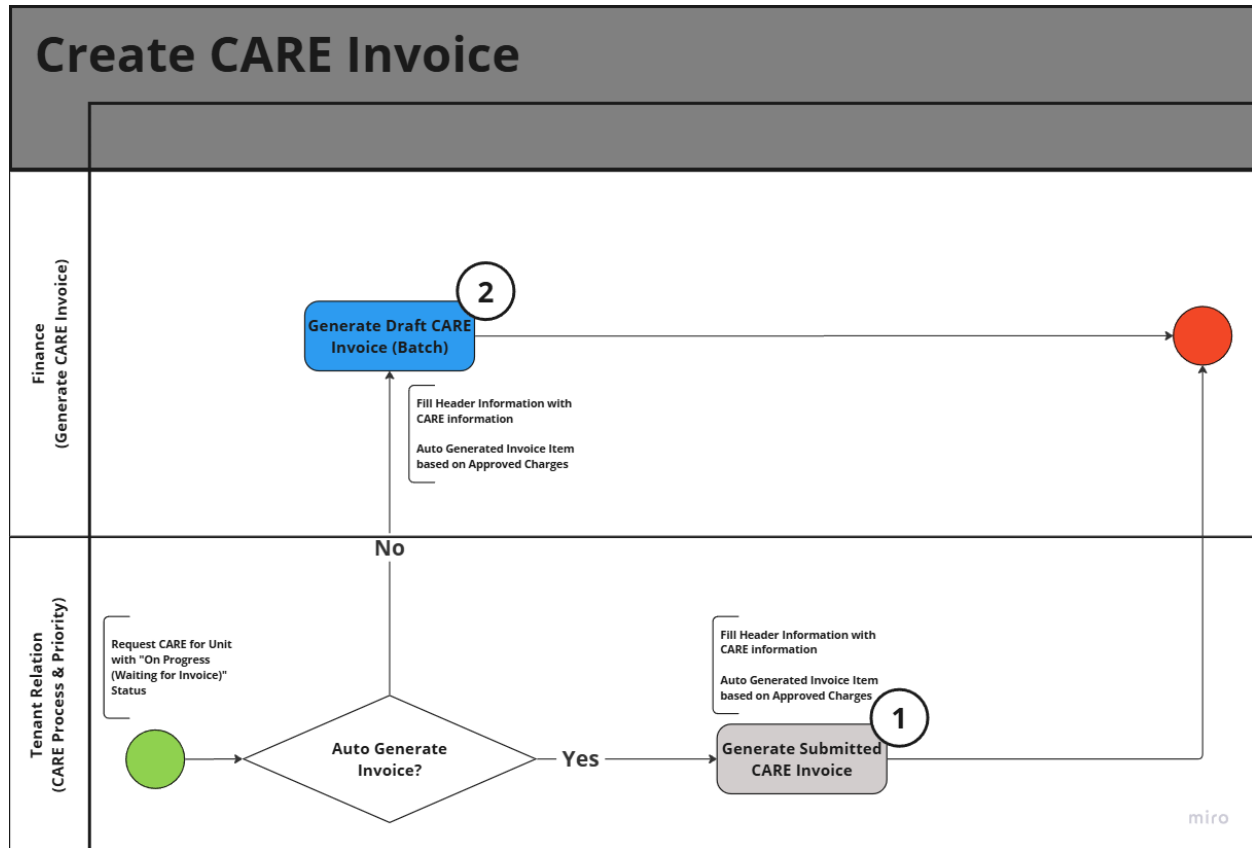 Create CARE Invoice
Finance
(Generate CARE Invoice)
2
Generate Draft CARE
Invoice (Batch)
Fill Header Information with
CARE information
Auto Generated Invoice Item
based on Approved Charges
No
Tenant Relation
(CARE Process & Priority)
Request CARE for Unit
with "On Progress
(Waiting for Invoice)"
Status
Auto Generate
Invoice?
Yes
Fill Header Information with
CARE information
Auto Generated Invoice Item
based on Approved Charges
1
Generate Submitted
CARE Invoice
miro